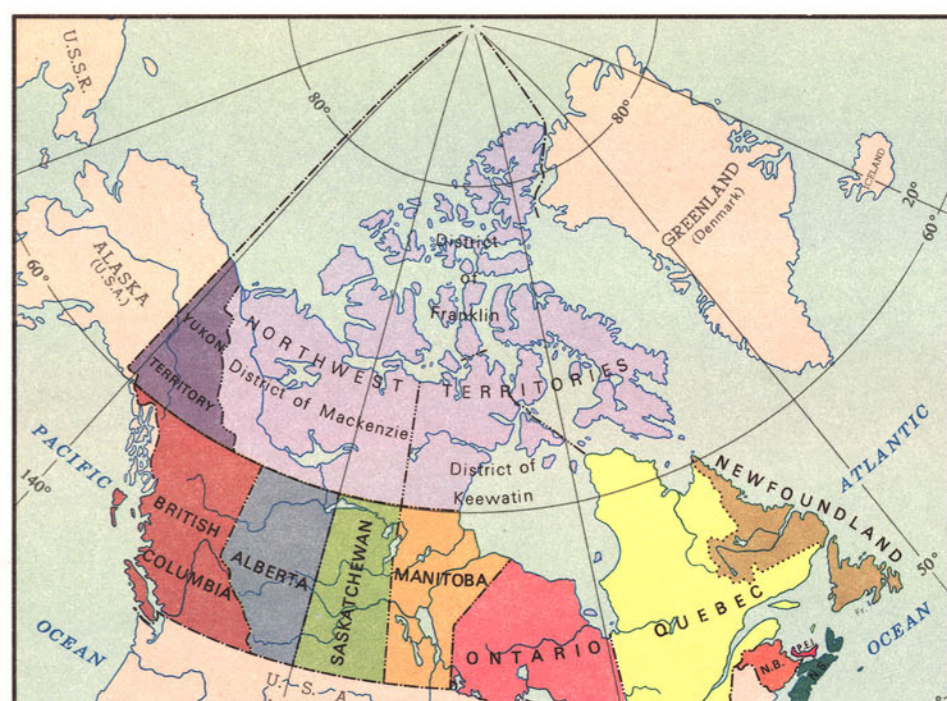 U.S.S.R.
80°
80°
ICELAND
20°
60°
GREENLAND
(Denmark)
ALASKA
(U.S.A.)
60°
District
of
Franklin
YUKON
TERRITORY
NORTHWEST TERRITORIES
District of Mackenzie
District of
Keewatin
PACIFIC
OCEAN
140°
ATLANTIC
OCEAN
NEWFOUNDLAND
50°
BRITISH
COLUMBIA
ALBERTA
SASKATCHEWAN
MANITOBA
ONTARIO
QUEBEC
Fr.
N.B.
P.E.I.
N.S.
U. S. A